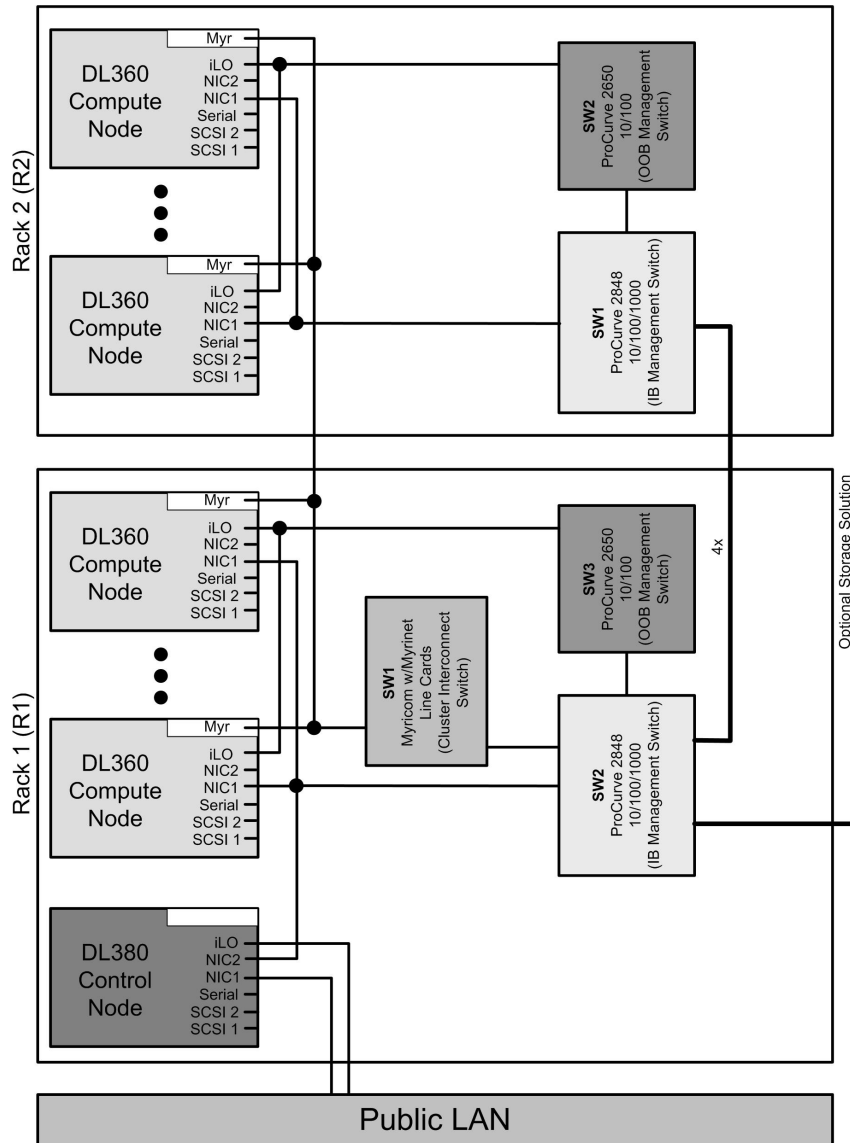 Rack 2 (R2)
DL360
Compute
Node
Myr
iLO
NIC2
NIC1
Serial
SCSI 2
SCSI 1
SW2
ProCurve 2650
10/100
(OOB Management
Switch)
DL360
Compute
Node
Myr
iLO
NIC2
NIC1
Serial
SCSI 2
SCSI 1
SW1
ProCurve 2848
10/100/1000
(IB Management Switch)
Rack 1 (R1)
DL360
Compute
Node
Myr
iLO
NIC2
NIC1
Serial
SCSI 2
SCSI 1
SW3
ProCurve 2650
10/100
(OOB Management
Switch)
4x
Optional Storage Solution
SW1
Myricom w/Myrinet
Line Cards
(Cluster Interconnect
Switch)
DL360
Compute
Node
Myr
iLO
NIC2
NIC1
Serial
SCSI 2
SCSI 1
SW2
ProCurve 2848
10/100/1000
(IB Management Switch)
DL380
Control
Node
iLO
NIC2
NIC1
Serial
SCSI 2
SCSI 1
Public LAN